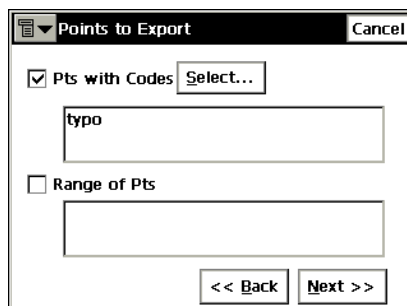 Points to Export Cancel
Pts with Codes Select...
typo
Range of Pts
<< Back Next >>